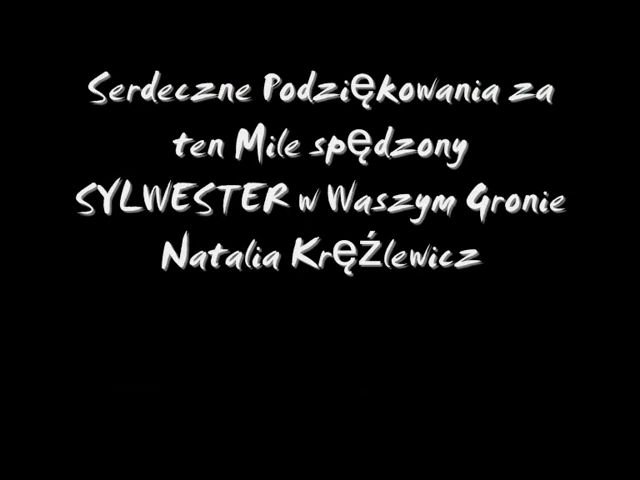 Serdeczne Podziękowania za
ten Mile spędzony
SYLWESTER w Waszym Gronie
Natalia Kręźlewicz